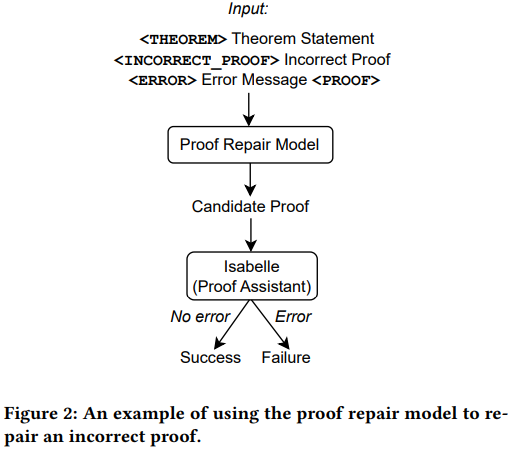 Input:
<THEOREM> Theorem Statement
<INCORRECT_PROOF> Incorrect Proof
<ERROR> Error Message <PROOF>
Proof Repair Model
Candidate Proof
Isabelle
(Proof Assistant)
No error Error
Success Failure
Figure 2: An example of using the proof repair model to re-
pair an incorrect proof.